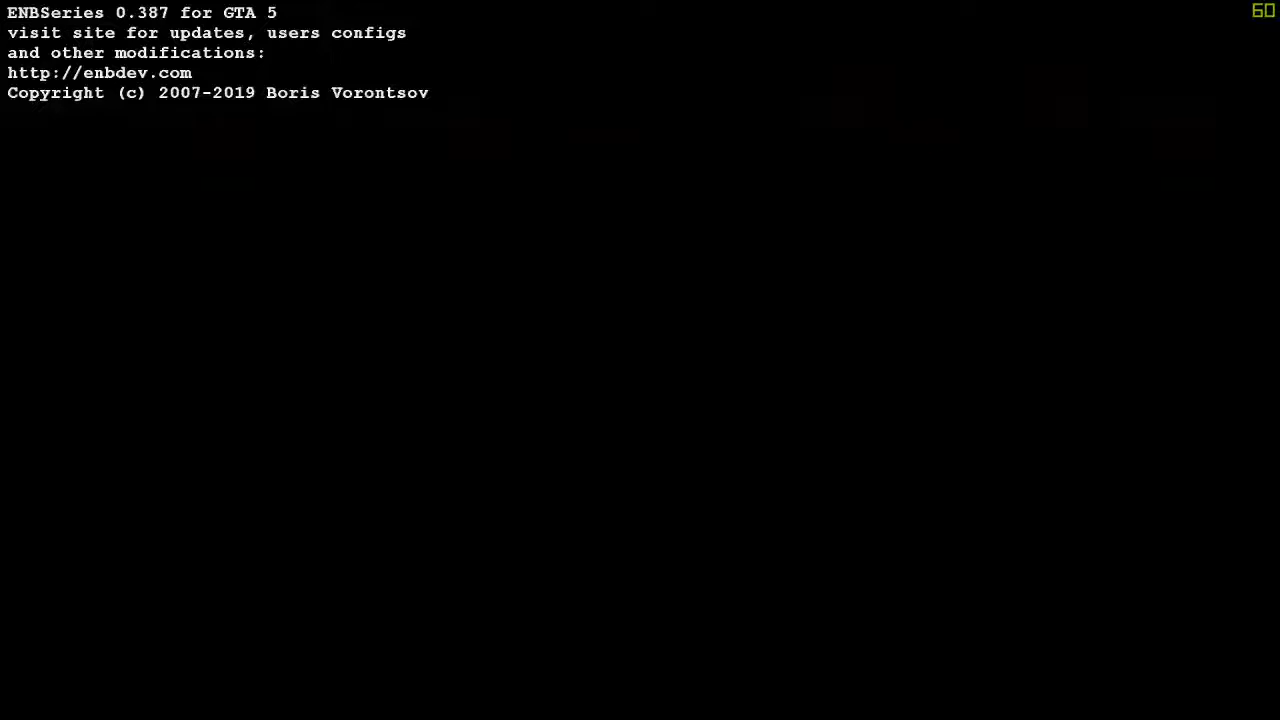 ENBSeries 0.387 for GTA 5
60
visit site for updates, users configs
and other modifications:
http://enbdev.com
Copyright (c) 2007-2019 Boris Vorontsov